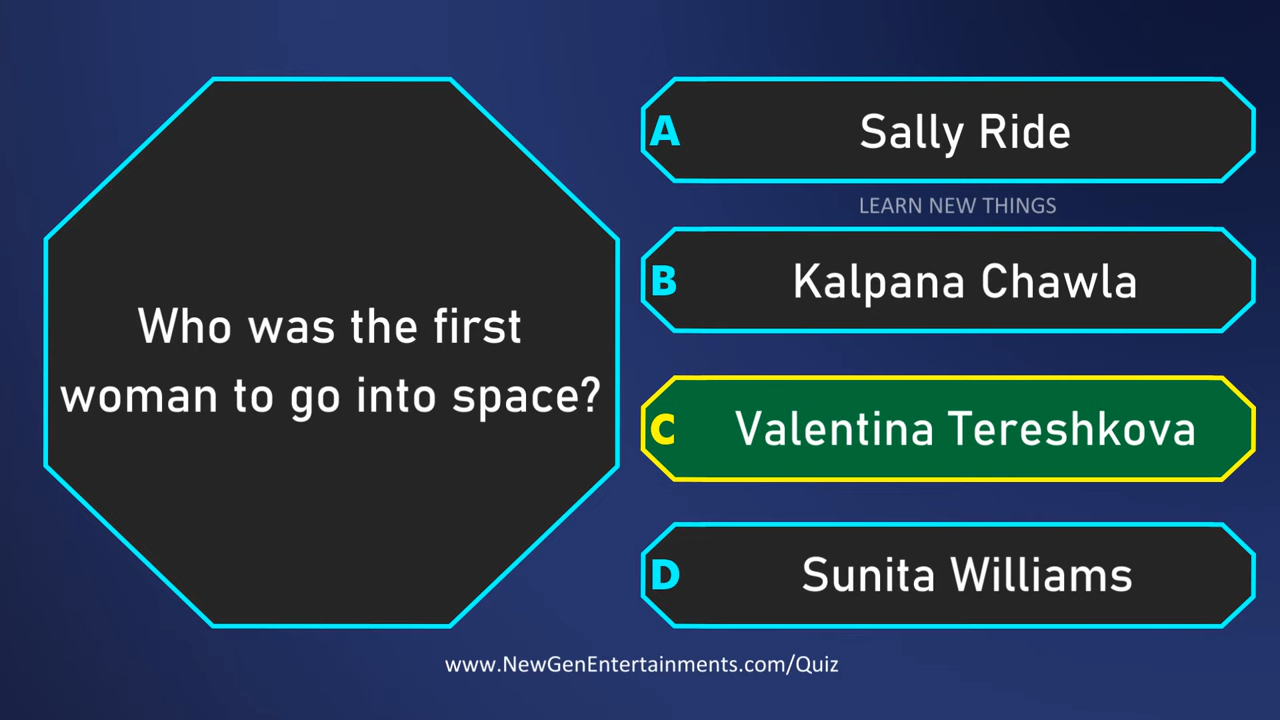 Who was the first
woman to go into space?
A Sally Ride
LEARN NEW THINGS
B Kalpana Chawla
C Valentina Tereshkova
D Sunita Williams
www.NewGenEntertainments.com/Quiz